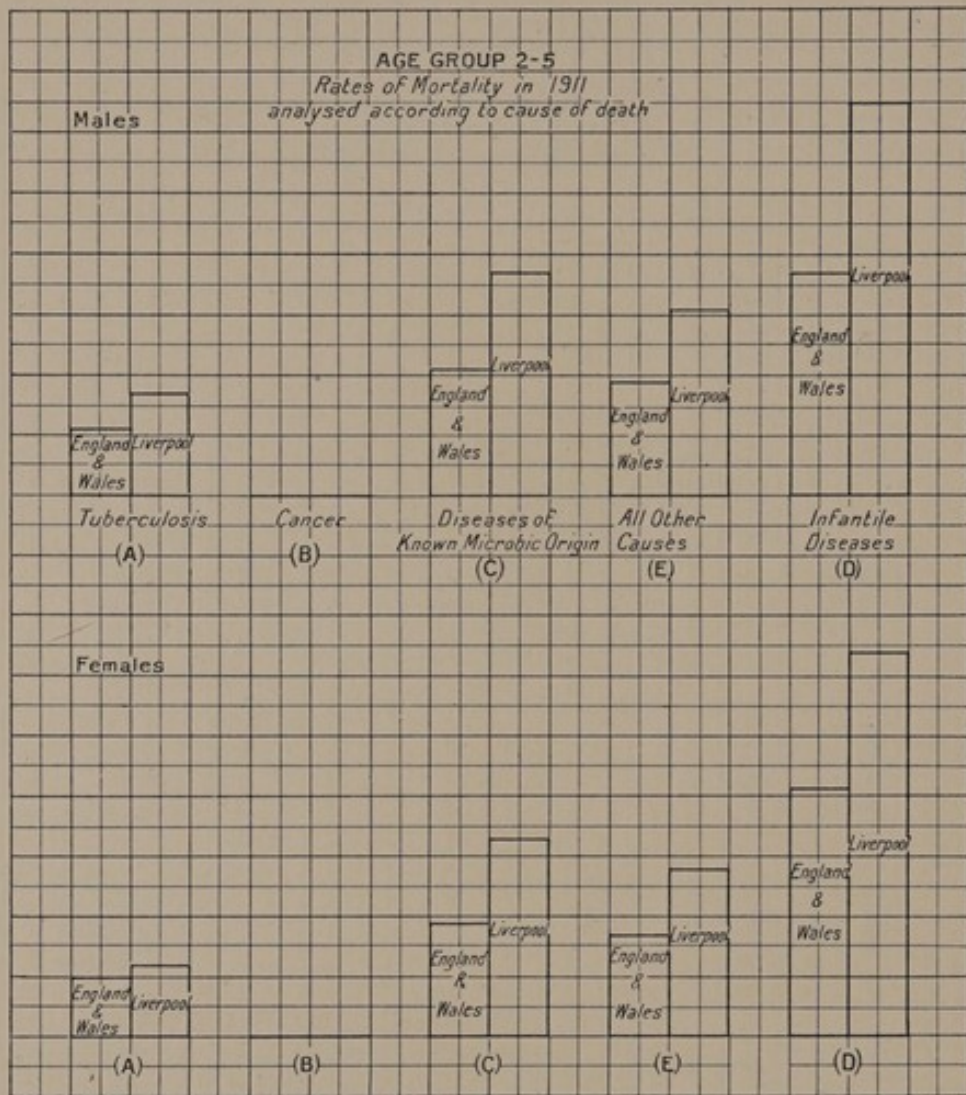 AGE GROUP 2-5
Rates of Mortality in 1911
analysed according to cause of death
Males
England
&
Wales
Liverpool
England
&
Wales
Liverpool
England
&
Wales
Liverpool
England
&
Wales
Liverpool
Tuberculosis
(A)
Cancer
(B)
Diseases of
Known Microbic Origin
(C)
All Other
Causes
(E)
Infantile
Diseases
(D)
Females
England
&
Wales
Liverpool
England
&
Wales
Liverpool
England
&
Wales
Liverpool
England
&
Wales
Liverpool
(A)
(B)
(C)
(E)
(D)